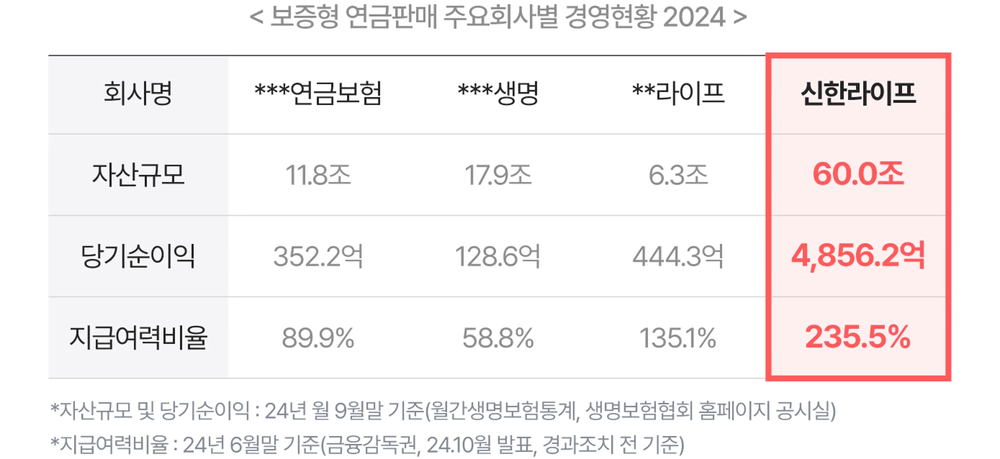 < 보증형 연금판매 주요회사별 경영현황 2024 >
회사명 ***연금보험 ***생명 **라이프 신한라이프
자산규모 11.8조 17.9조 6.3조 60.0조
당기순이익 352.2억 128.6억 444.3억 4,856.2억
지급여력비율 89.9% 58.8% 135.1% 235.5%
*자산규모 및 당기순이익 : 24년 월 9월말 기준(월간생명보험통계, 생명보험협회 홈페이지 공시실)
*지급여력비율 : 24년 6월말 기준(금융감독권, 24.10월 발표, 경과조치 전 기준)